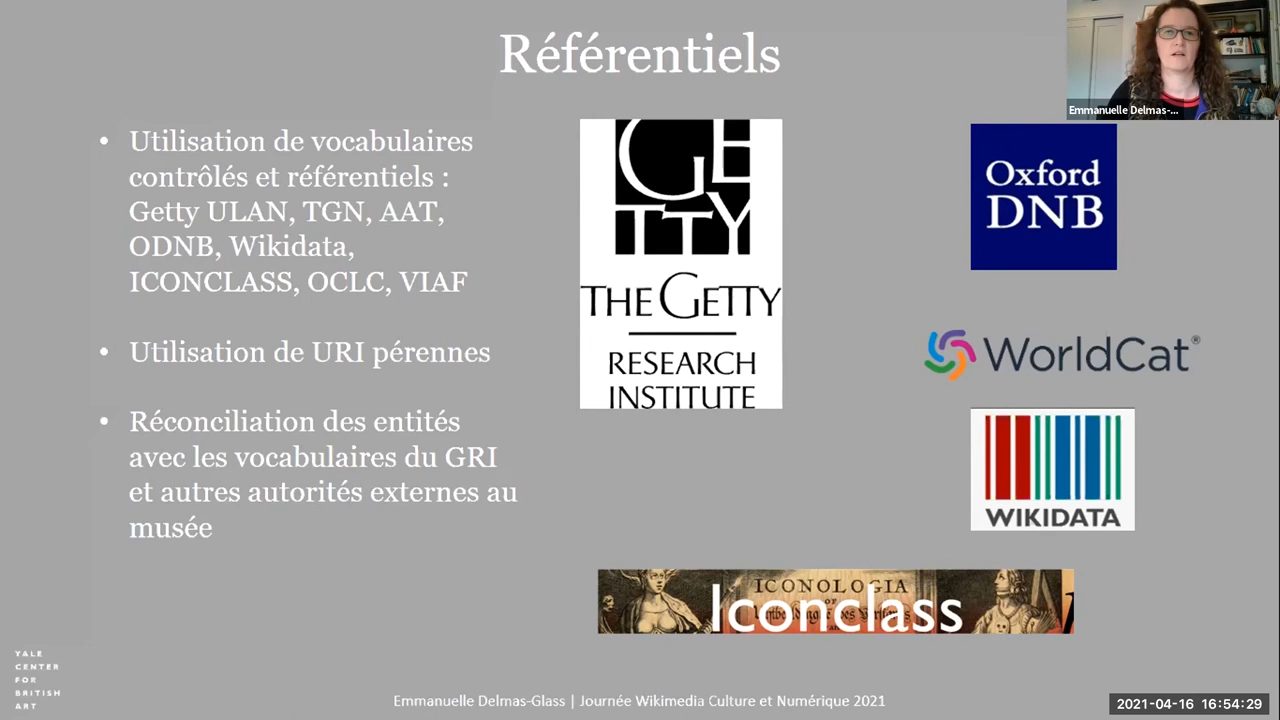 Référentiels
Emmanuelle Delmas-...
• Utilisation de vocabulaires
contrôlés et référentiels :
Getty ULAN, TGN, AAT,
ODNB, Wikidata,
ICONCLASS, OCLC, VIAF
• Utilisation de URI pérennes
• Réconciliation des entités
avec les vocabulaires du GRI
et autres autorités externes au
musée
GE
TTY
THE GETTY
RESEARCH
INSTITUTE
Oxford
DNB
WorldCat®
WIKIDATA
ICONOLOGIA
Iconclass
YALE
CENTER
FOR
BRITISH
ART
Emmanuelle Delmas-Glass | Journée Wikimedia Culture et Numérique 2021
2021-04-16 16:54:29